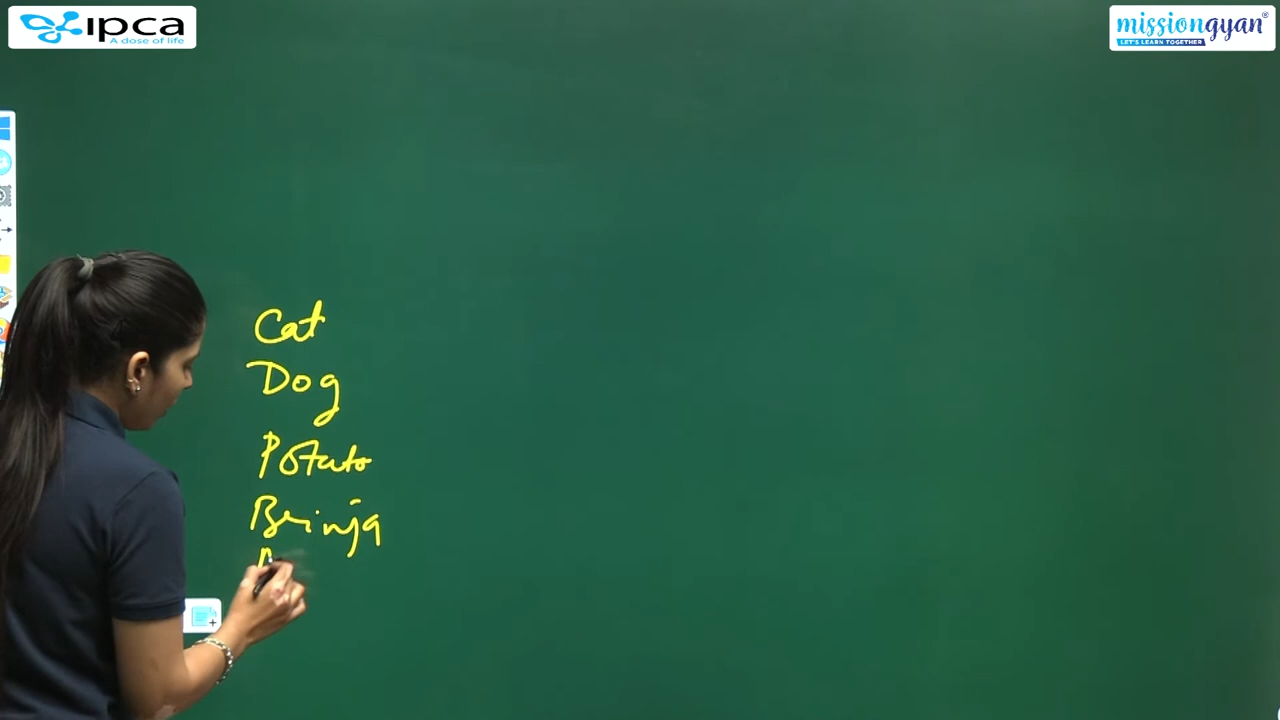 ipca
A dose of life
missiongyan®
LET'S LEARN TOGETHER
Cat
Dog
Potato
Brinja